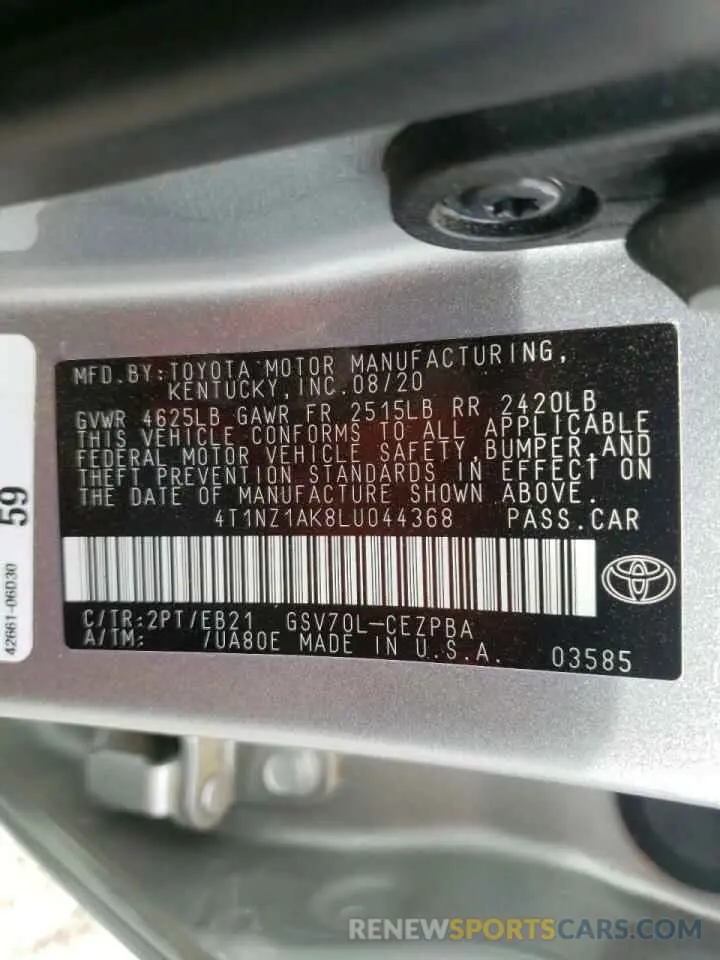 MFD.BY:TOYOTA MOTOR MANUFACTURING,
KENTUCKY,INC.08/20
GVWR 4625LB GAWR FR 2515LB RR 2420LB
THIS VEHICLE CONFORMS TO ALL APPLICABLE
FEDERAL MOTOR VEHICLE SAFETY,BUMPER,AND
THEFT PREVENTION STANDARDS IN EFFECT ON
THE DATE OF MANUFACTURE SHOWN ABOVE.
4T1NZ1AK8LU044368 PASS.CAR
C/TR:2PT/EB21 GSV70L-CEZPBA
A/TM: /UA80E MADE IN U.S.A. 03585
59
42661-06D30
RENEWSPORTSCARS.COM